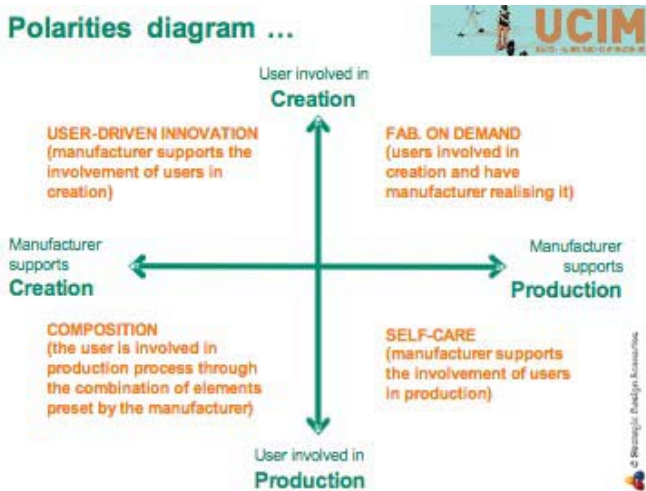 Polarities diagram ...
UCIM
User involved in
Creation
USER-DRIVEN INNOVATION
(manufacturer supports the
involvement of users in
creation)
FAB. ON DEMAND
(users involved in
creation and have
manufacturer realising it)
Manufacturer
supports
Creation
Manufacturer
supports
Production
COMPOSITION
(the user is involved in
production process through
the combination of elements
preset by the manufacturer)
SELF-CARE
(manufacturer supports
the involvement of users
in production)
User involved in
Production
© Strategic Design Scenarios